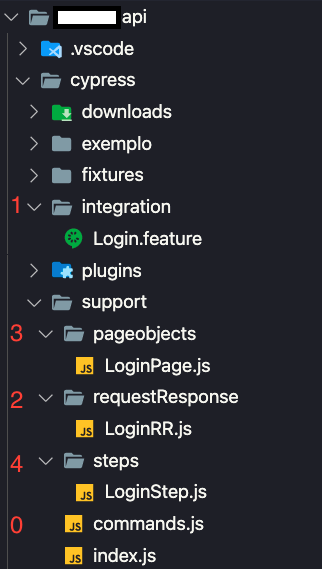 api
.vscode
cypress
downloads
exemplo
fixtures
1 integration
Login.feature
plugins
support
3 pageobjects
JS LoginPage.js
2 requestResponse
JS LoginRR.js
4 steps
JS LoginStep.js
0 JS commands.js
JS index.js